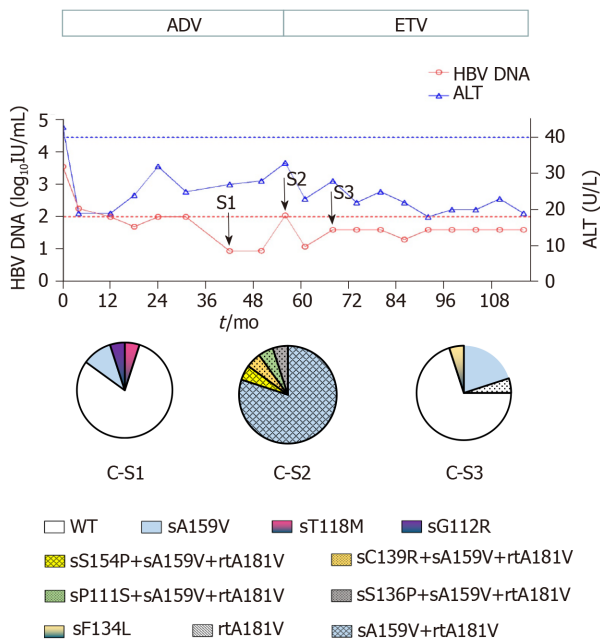 ADV ETV
HBV DNA
ALT
HBV DNA (log10IU/mL)
5
4
3
2
1
0
S1 S2 S3
40
30
20
10
0
ALT (U/L)
0 12 24 36 48 60 72 84 96 108
t/mo
C-S1 C-S2 C-S3
WT sA159V sT118M sG112R
sS154P+sA159V+rtA181V sC139R+sA159V+rtA181V
sP111S+sA159V+rtA181V sS136P+sA159V+rtA181V
sF134L rtA181V sA159V+rtA181V